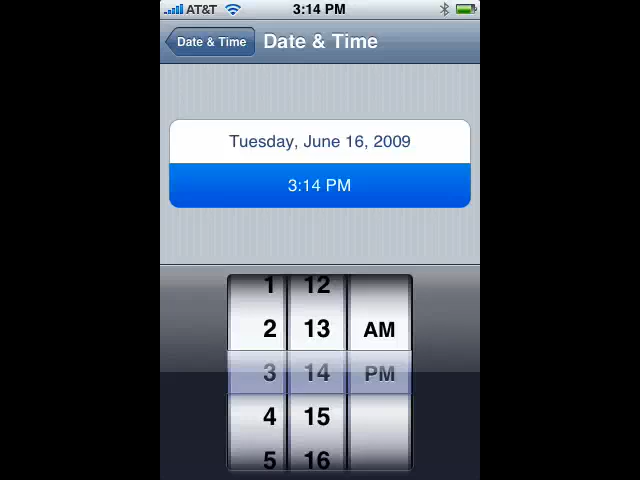 AT&T 3:14 PM
Date & Time Date & Time
Tuesday, June 16, 2009
3:14 PM
1 12
2 13 AM
3 14 PM
4 15
5 16